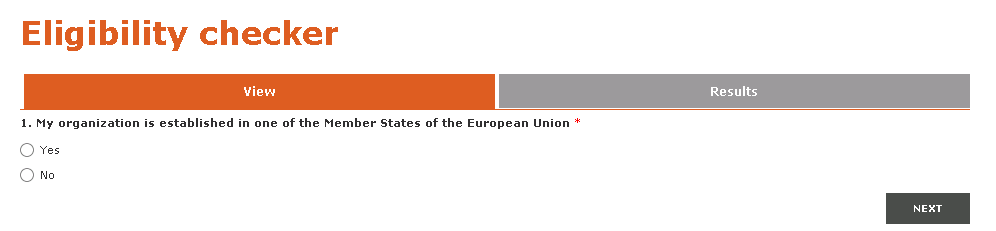 Eligibility checker
View
Results
1. My organization is established in one of the Member States of the European Union *
Yes
No
NEXT